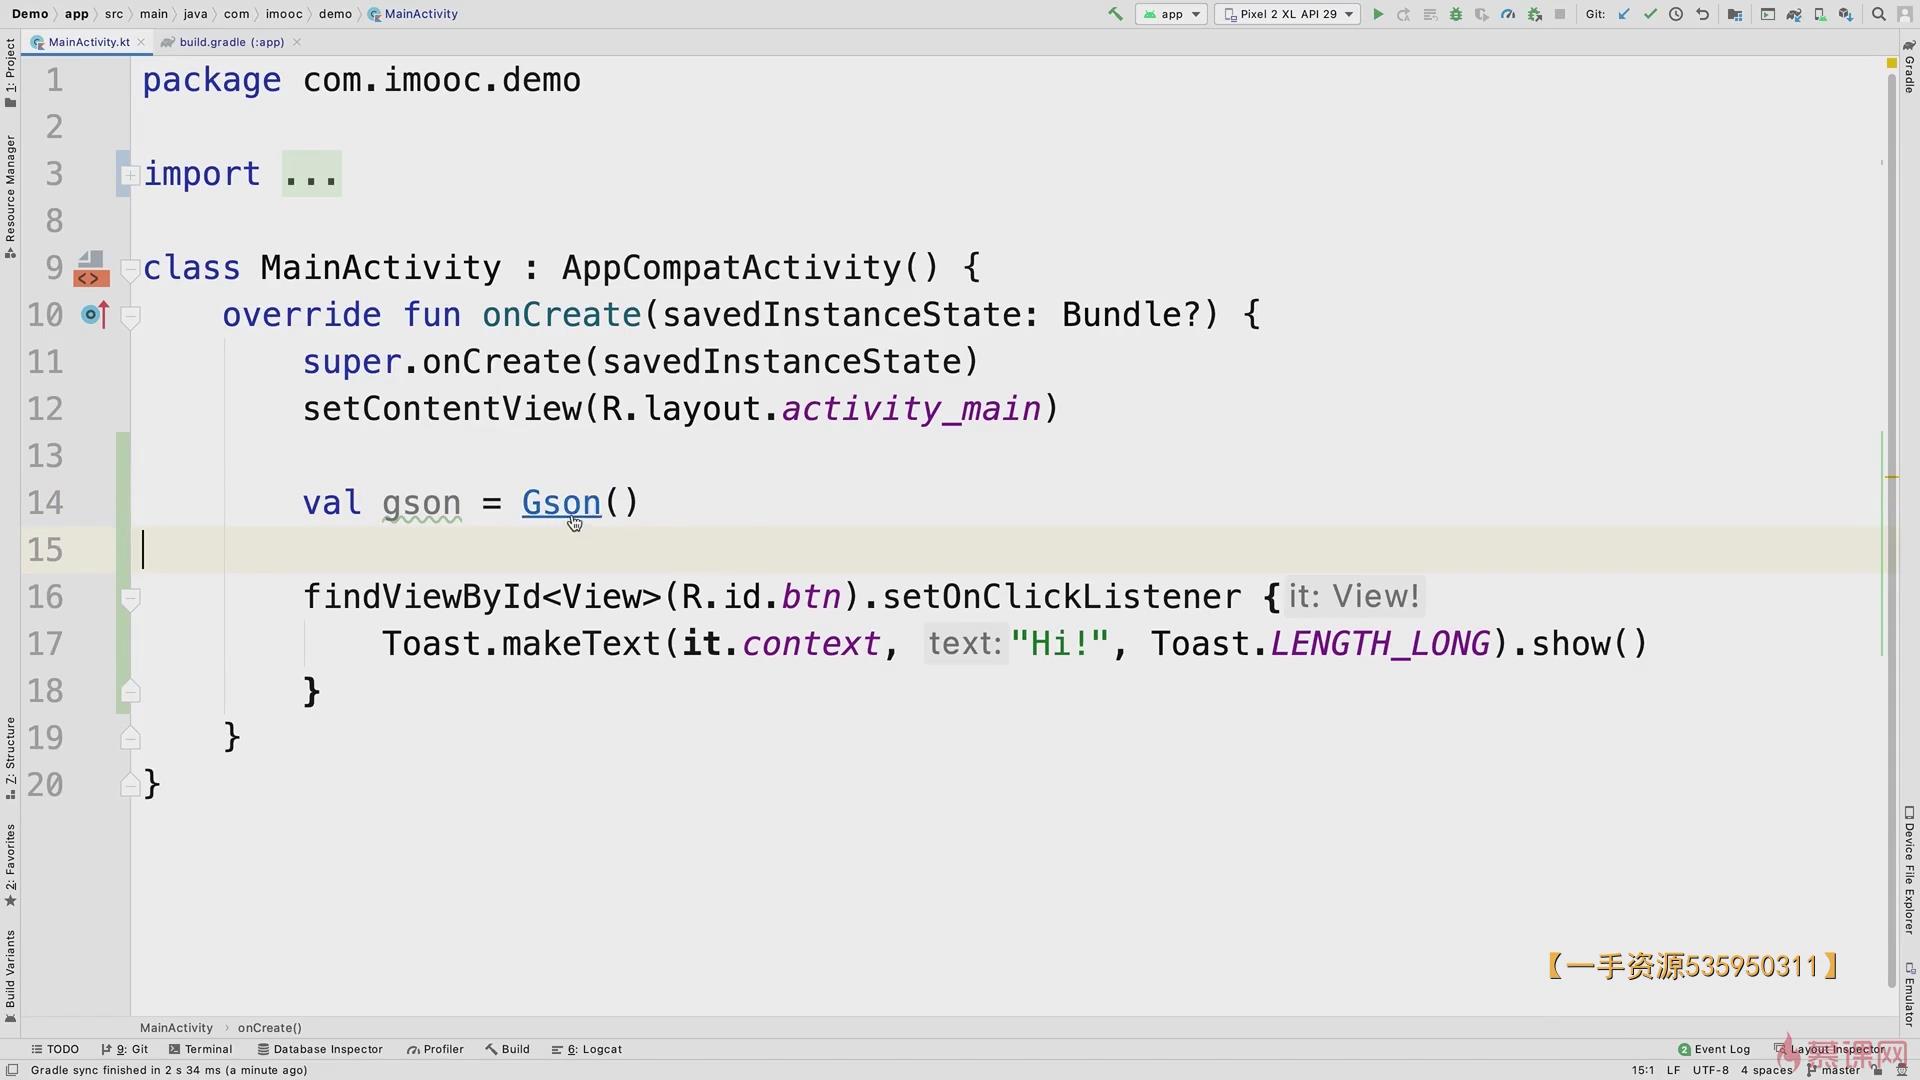 Demo app src main java com imooc demo MainActivity app Pixel 2 XL API 29 Git:
MainActivity.kt build.gradle (:app)
1 package com.imooc.demo
2
3 import ...
8
9 class MainActivity : AppCompatActivity() {
10 override fun onCreate(savedInstanceState: Bundle?) {
11 super.onCreate(savedInstanceState)
12 setContentView(R.layout.activity_main)
13
14 val gson = Gson()
15
16 findViewById<View>(R.id.btn).setOnClickListener { it: View!
17 Toast.makeText(it.context, text: "Hi!", Toast.LENGTH_LONG).show()
18 }
19 }
20 }
1: Project
Resource Manager
Z: Structure
2: Favorites
Build Variants
Gradle
Device File Explorer
Emulator
【一手资源535950311】
MainActivity onCreate()
TODO 9: Git Terminal Database Inspector Profiler Build 6: Logcat 2 Event Log Layout Inspector
慕课网
Gradle sync finished in 2 s 34 ms (a minute ago) 15:1 LF UTF-8 4 spaces master